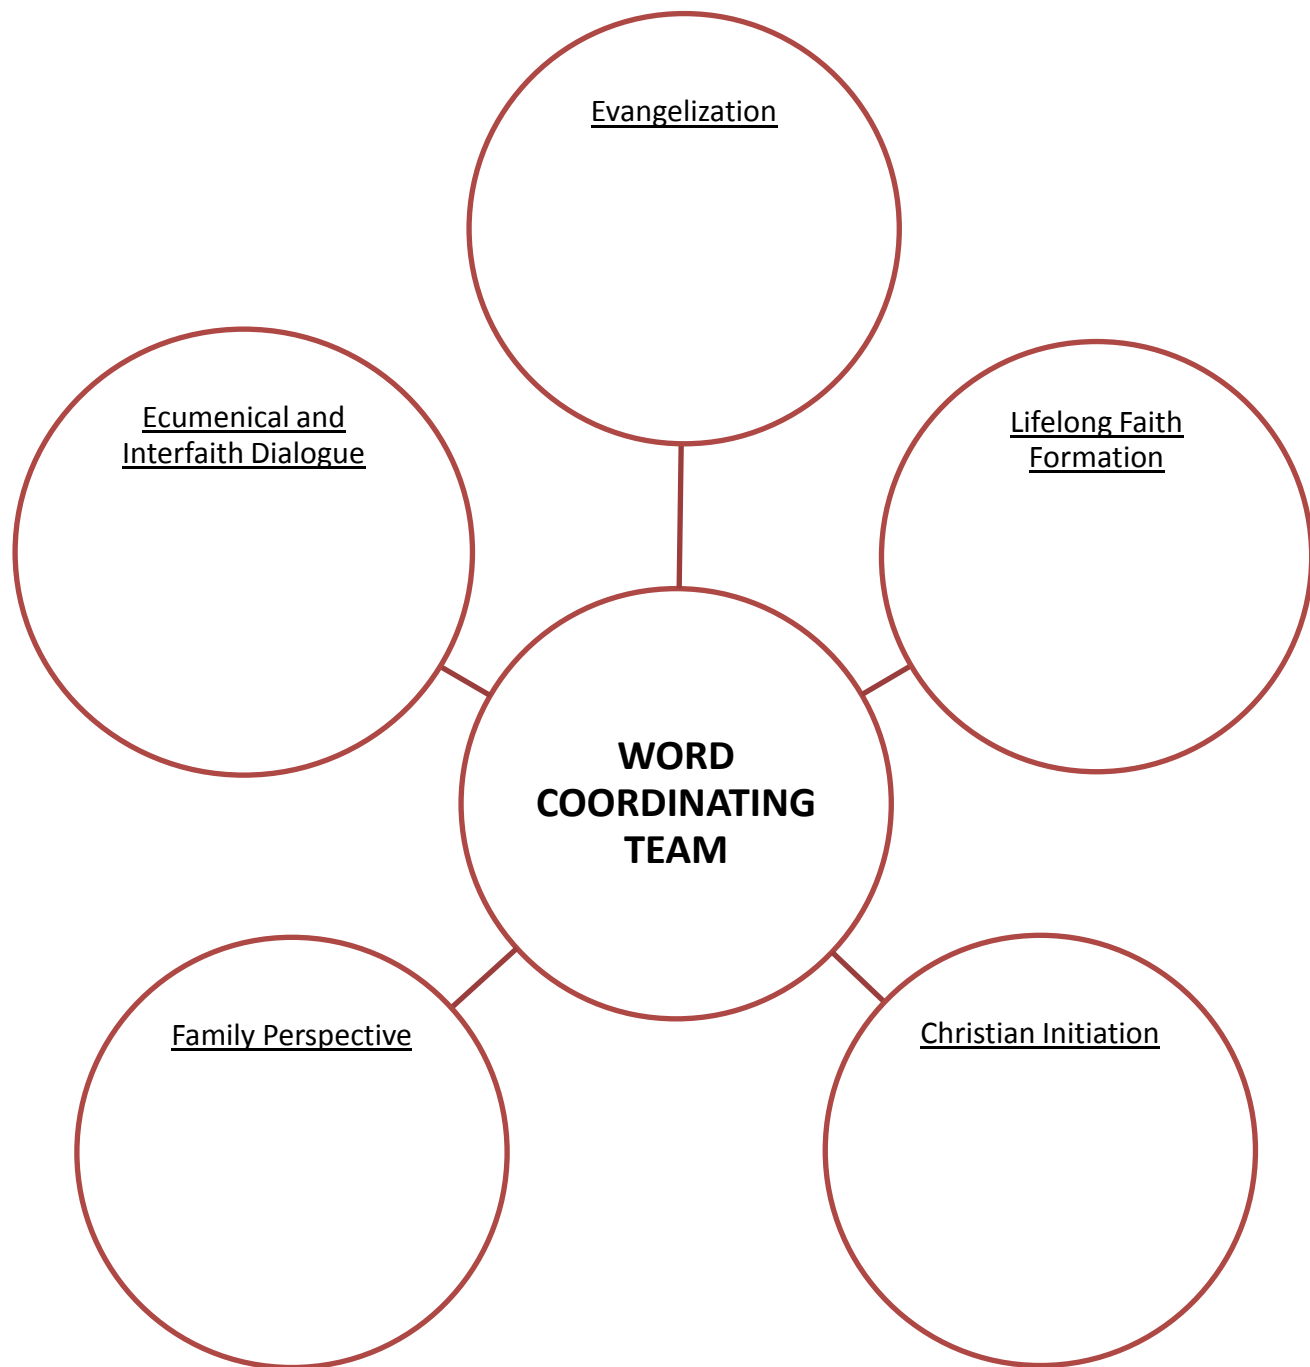 Evangelization
Ecumenical and
Interfaith Dialogue
Lifelong Faith
Formation
WORD
COORDINATING
TEAM
Family Perspective
Christian Initiation